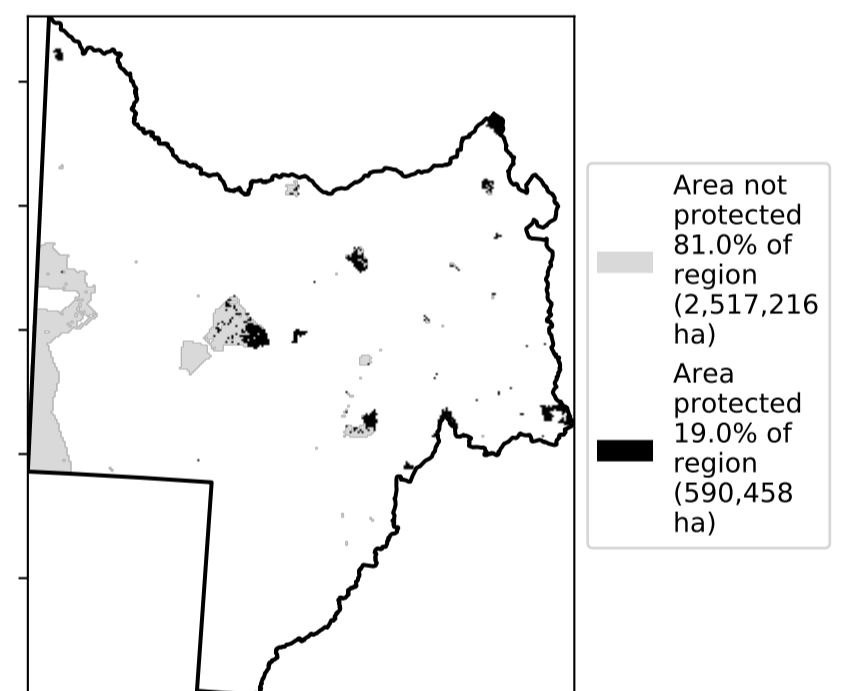 Area not
protected
81.0% of
region
(2,517,216
ha)
Area
protected
19.0% of
region
(590,458
ha)